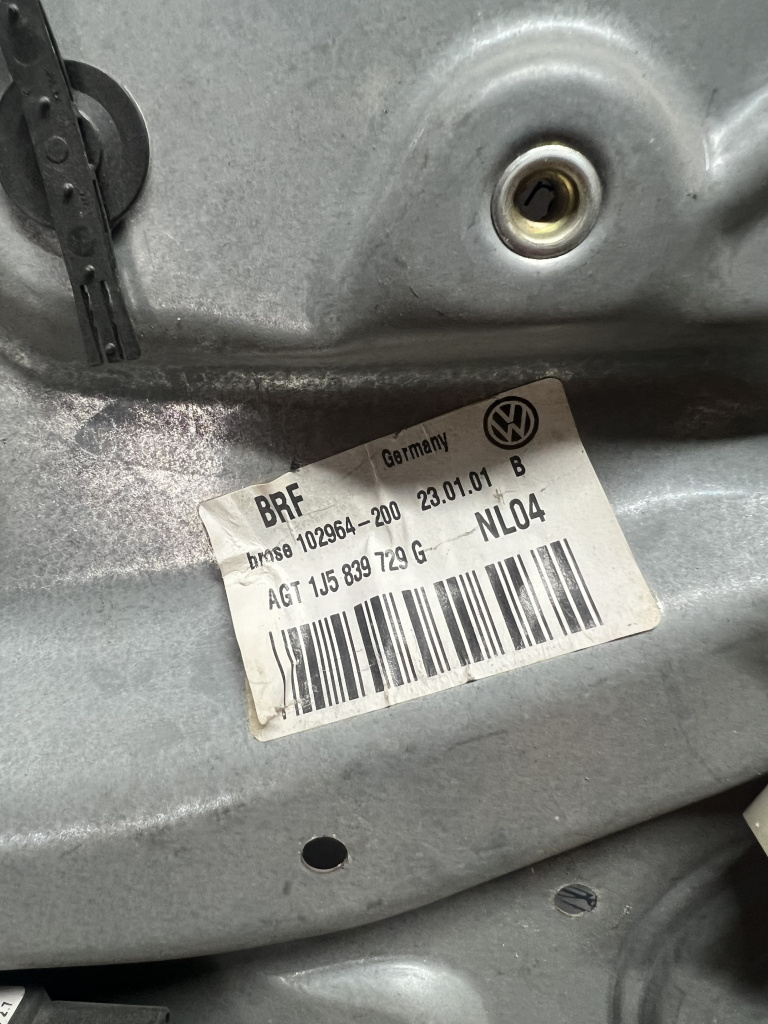 Germany
BRF
brose 102964-200 23.01.01 B
AGT 1J5 839 729 G NL04